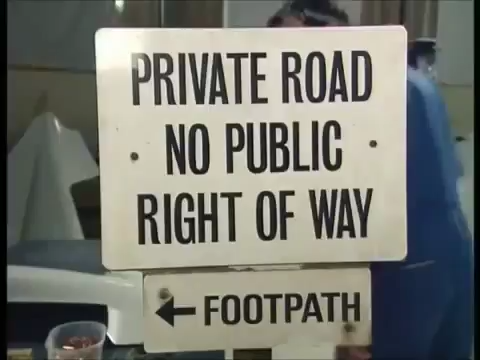 PRIVATE ROAD
NO PUBLIC
RIGHT OF WAY
← FOOTPATH